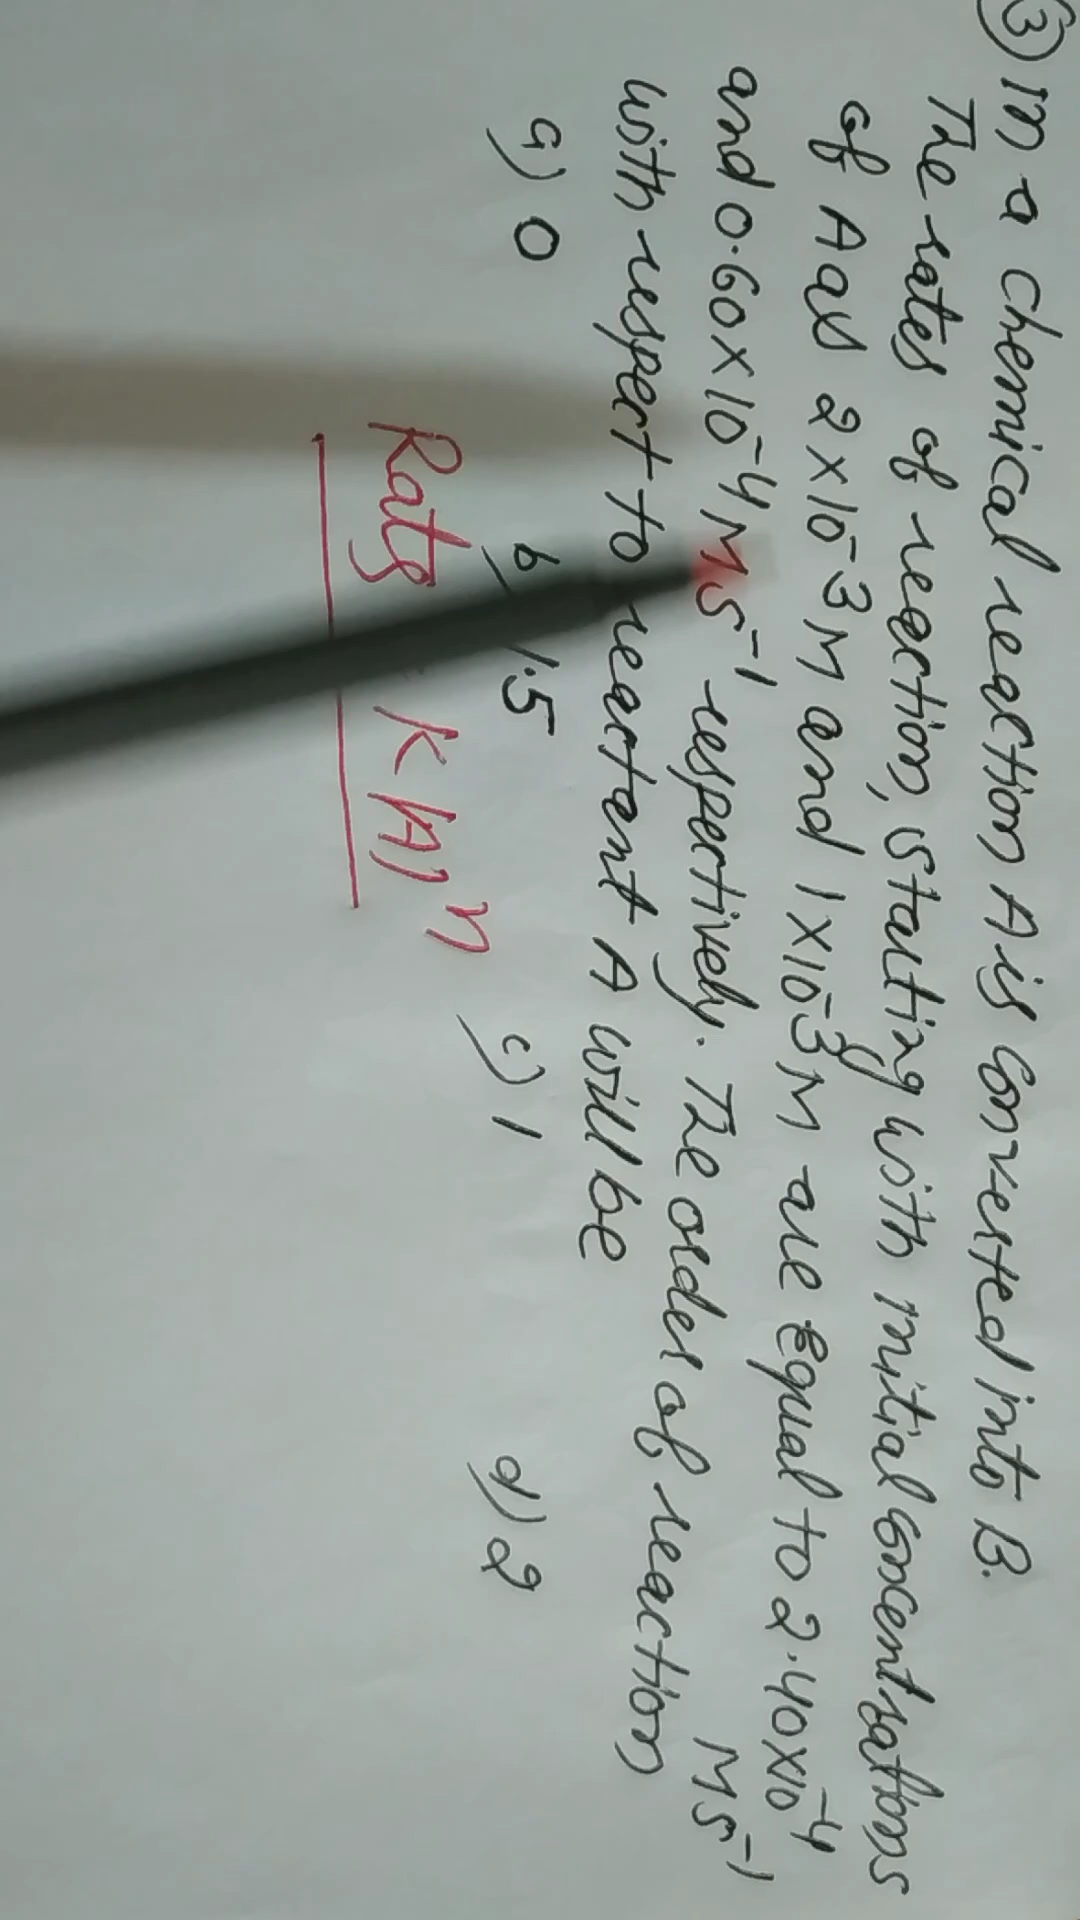 ③ In a chemical reaction A is converted into B.
The rates of reaction, starting with initial concentrations
of A as 2×10⁻³ M and 1×10⁻³ M are equal to 2.40×10⁻⁴
Ms⁻¹
and 0.60×10⁻⁴ Ms⁻¹ respectively. The order of reaction
with respect to reactant A will be
a) 0 b 1.5 c) 1 d) 2
Rate K [A]ⁿ